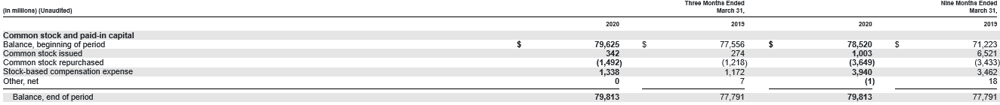 Three Months Ended Nine Months Ended
(In millions) (Unaudited) March 31, March 31,
2020 2019 2020 2019
Common stock and paid-in capital
Balance, beginning of period $ 79,625 $ 77,556 $ 78,520 $ 71,223
Common stock issued 342 274 1,003 6,521
Common stock repurchased (1,492) (1,218) (3,649) (3,433)
Stock-based compensation expense 1,338 1,172 3,940 3,462
Other, net 0 7 (1) 18
Balance, end of period 79,813 77,791 79,813 77,791